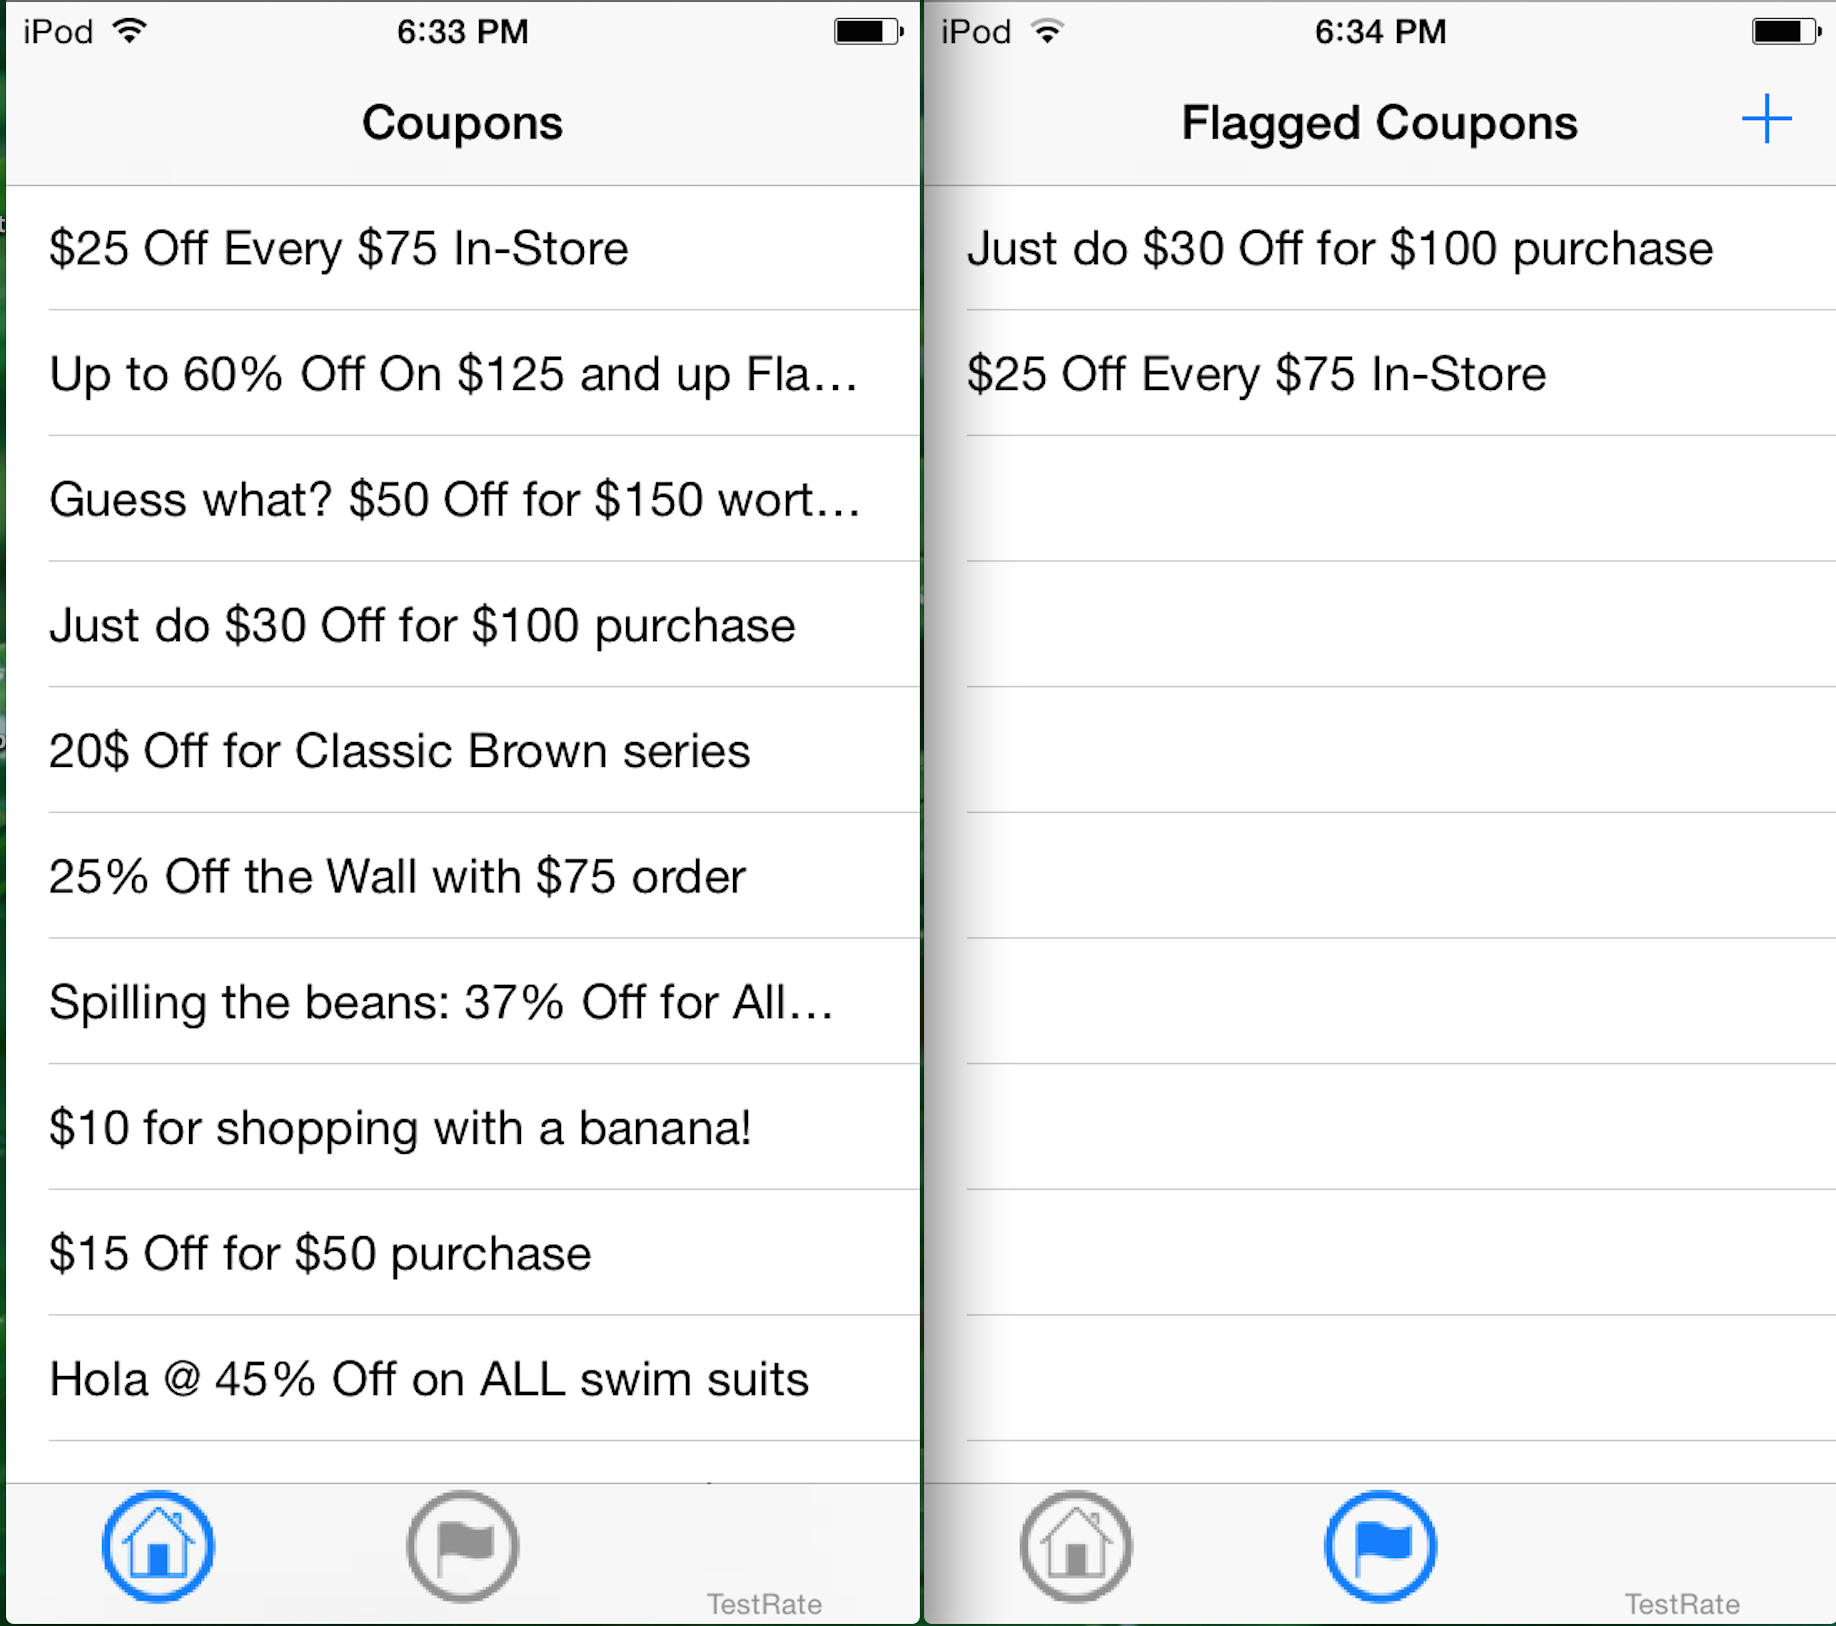 iPod
6:33 PM
Coupons
$25 Off Every $75 In-Store
Up to 60% Off On $125 and up Fla...
Guess what? $50 Off for $150 wort...
Just do $30 Off for $100 purchase
20$ Off for Classic Brown series
25% Off the Wall with $75 order
Spilling the beans: 37% Off for All...
$10 for shopping with a banana!
$15 Off for $50 purchase
Hola @ 45% Off on ALL swim suits
TestRate
iPod
6:34 PM
Flagged Coupons
Just do $30 Off for $100 purchase
$25 Off Every $75 In-Store
TestRate